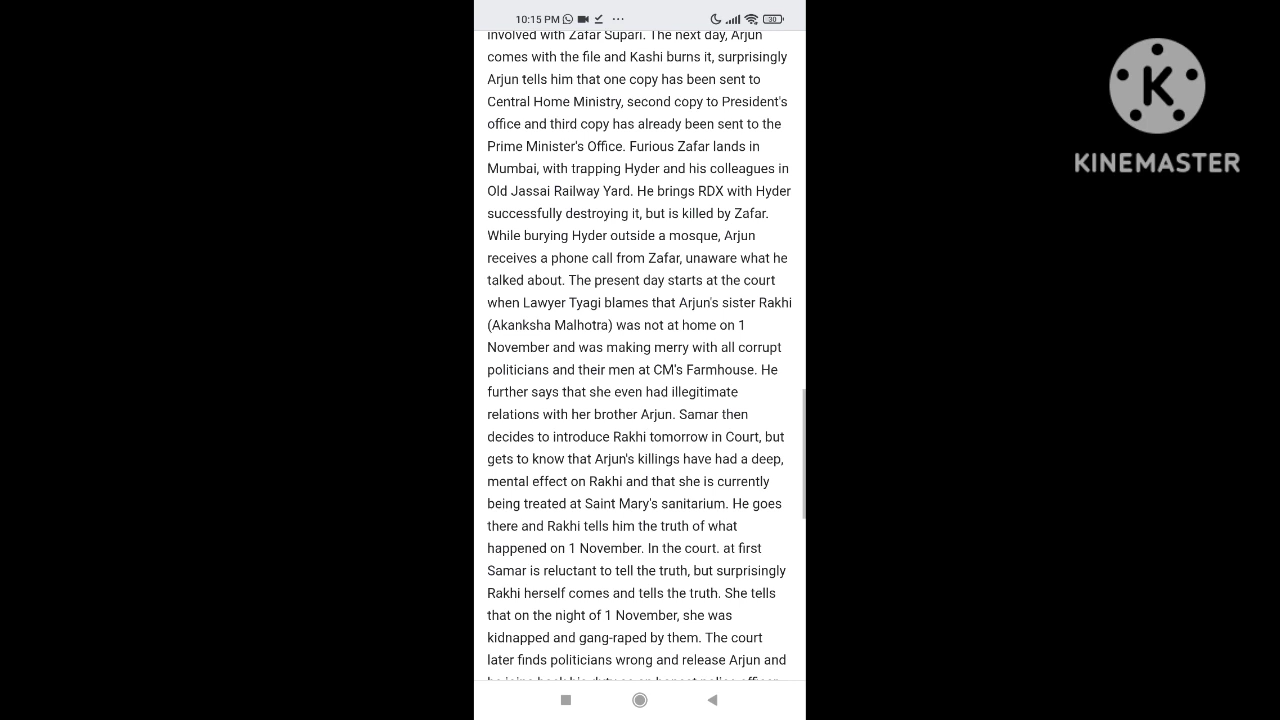 10:15 PM
30
involved with Zafar Supari. The next day, Arjun
comes with the file and Kashi burns it, surprisingly
Arjun tells him that one copy has been sent to
Central Home Ministry, second copy to President's
office and third copy has already been sent to the
Prime Minister's Office. Furious Zafar lands in
Mumbai, with trapping Hyder and his colleagues in
Old Jassai Railway Yard. He brings RDX with Hyder
successfully destroying it, but is killed by Zafar.
While burying Hyder outside a mosque, Arjun
receives a phone call from Zafar, unaware what he
talked about. The present day starts at the court
when Lawyer Tyagi blames that Arjun's sister Rakhi
(Akanksha Malhotra) was not at home on 1
November and was making merry with all corrupt
politicians and their men at CM's Farmhouse. He
further says that she even had illegitimate
relations with her brother Arjun. Samar then
decides to introduce Rakhi tomorrow in Court, but
gets to know that Arjun's killings have had a deep,
mental effect on Rakhi and that she is currently
being treated at Saint Mary's sanitarium. He goes
there and Rakhi tells him the truth of what
happened on 1 November. In the court. at first
Samar is reluctant to tell the truth, but surprisingly
Rakhi herself comes and tells the truth. She tells
that on the night of 1 November, she was
kidnapped and gang-raped by them. The court
later finds politicians wrong and release Arjun and
K
KINEMASTER